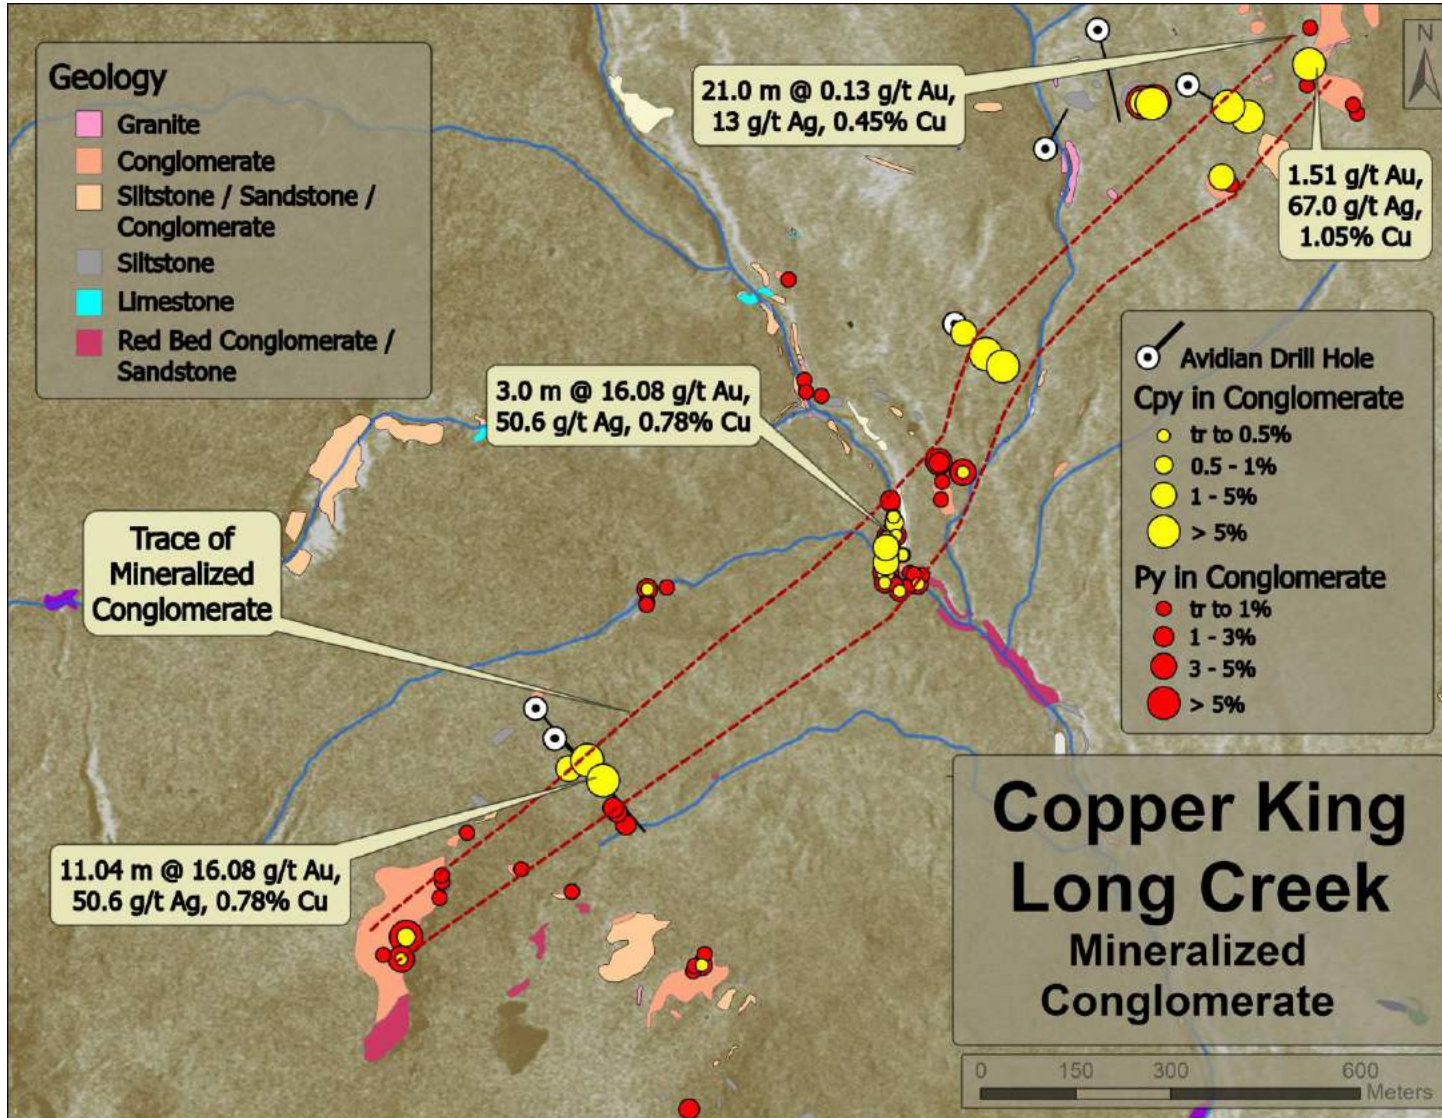 Geology
Granite
Conglomerate
Siltstone / Sandstone /
Conglomerate
Siltstone
Limestone
Red Bed Conglomerate /
Sandstone
21.0 m @ 0.13 g/t Au,
13 g/t Ag, 0.45% Cu
N
1.51 g/t Au,
67.0 g/t Ag,
1.05% Cu
3.0 m @ 16.08 g/t Au,
50.6 g/t Ag, 0.78% Cu
Avidian Drill Hole
Cpy in Conglomerate
tr to 0.5%
0.5 - 1%
1 - 5%
> 5%
Py in Conglomerate
tr to 1%
1 - 3%
3 - 5%
> 5%
Trace of
Mineralized
Conglomerate
11.04 m @ 16.08 g/t Au,
50.6 g/t Ag, 0.78% Cu
Copper King
Long Creek
Mineralized
Conglomerate
0 150 300 600
Meters